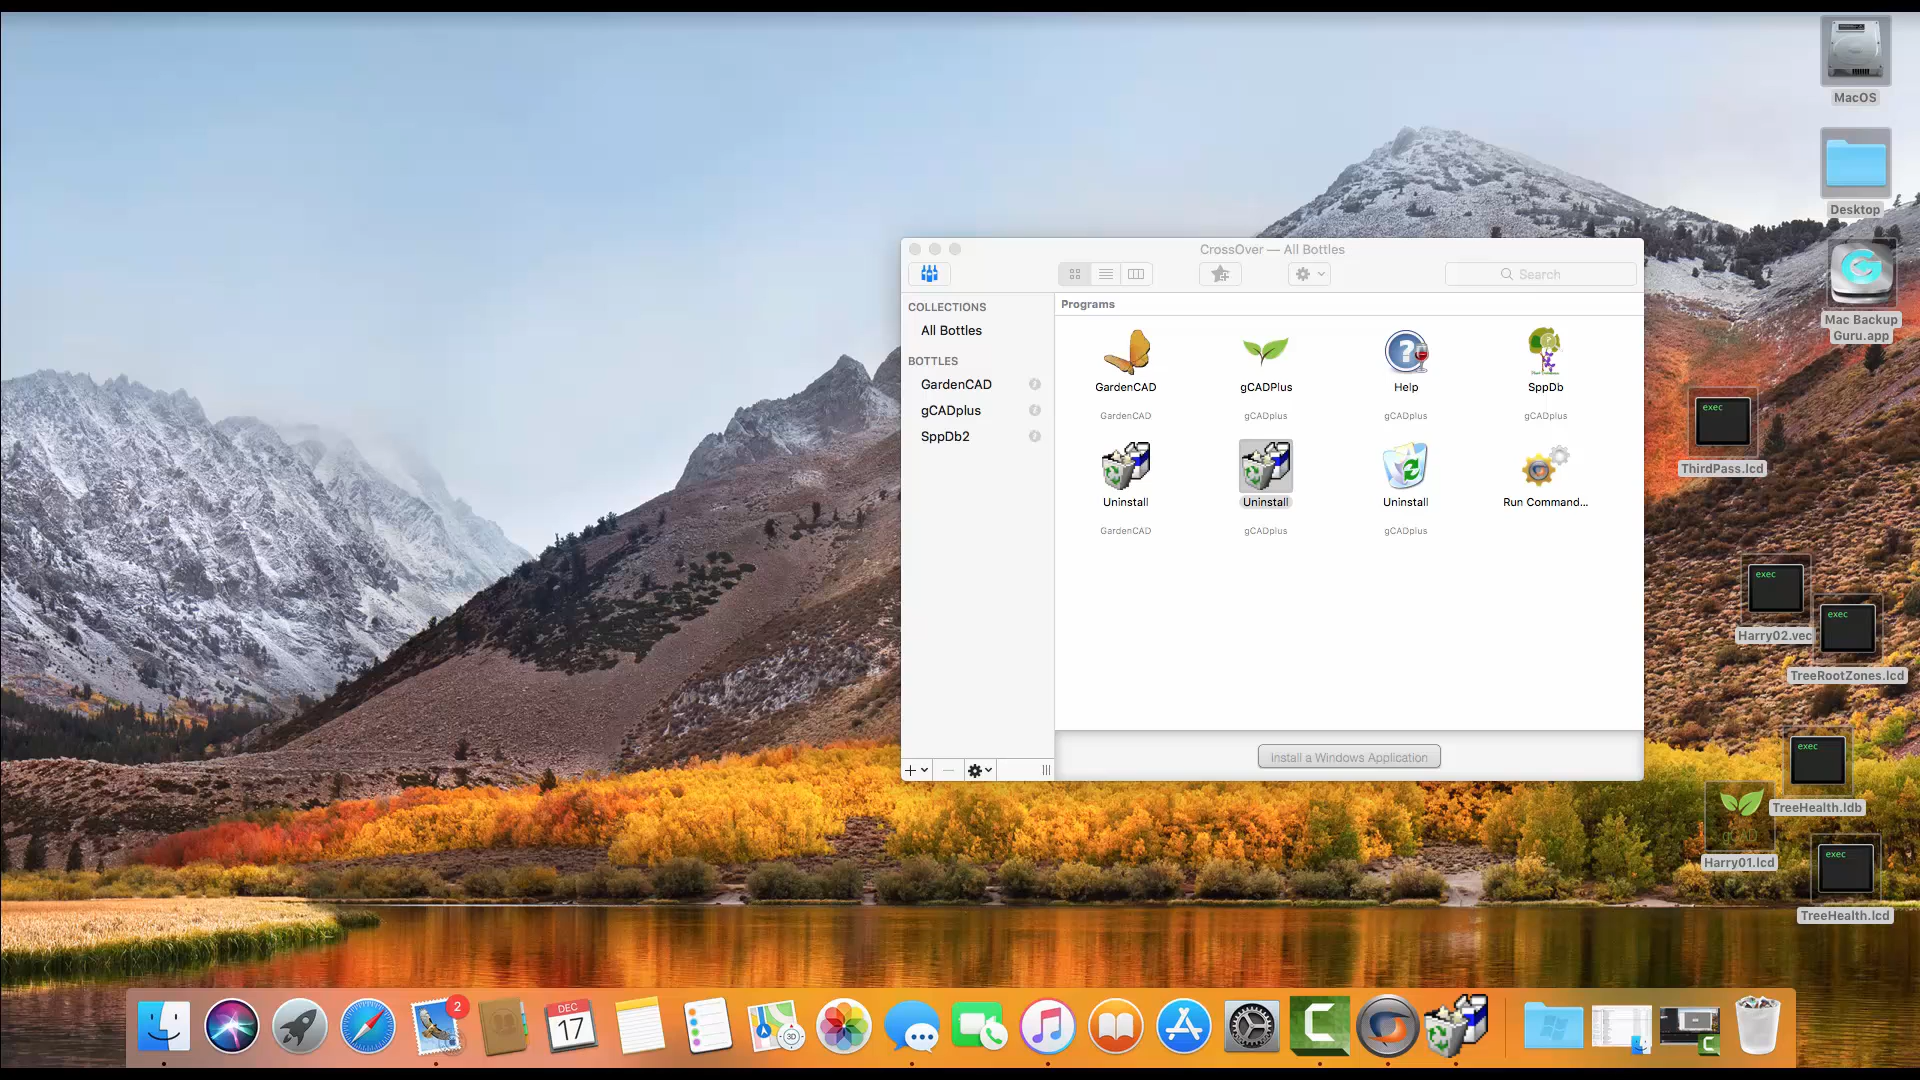 MacOS
Desktop
Mac Backup
Guru.app
exec
ThirdPass.lcd
exec
Harry02.vec
exec
TreeRootZones.lcd
exec
TreeHealth.ldb
gCAD
Harry01.lcd
exec
TreeHealth.lcd
CrossOver — All Bottles
Search
COLLECTIONS
All Bottles
BOTTLES
GardenCAD
gCADplus
SppDb2
Programs
GardenCAD
GardenCAD
gCADPlus
gCADplus
Help
gCADplus
SppDb
gCADplus
Uninstall
GardenCAD
Uninstall
gCADplus
Uninstall
gCADplus
Run Command...
Install a Windows Application
2
DEC
17
3D